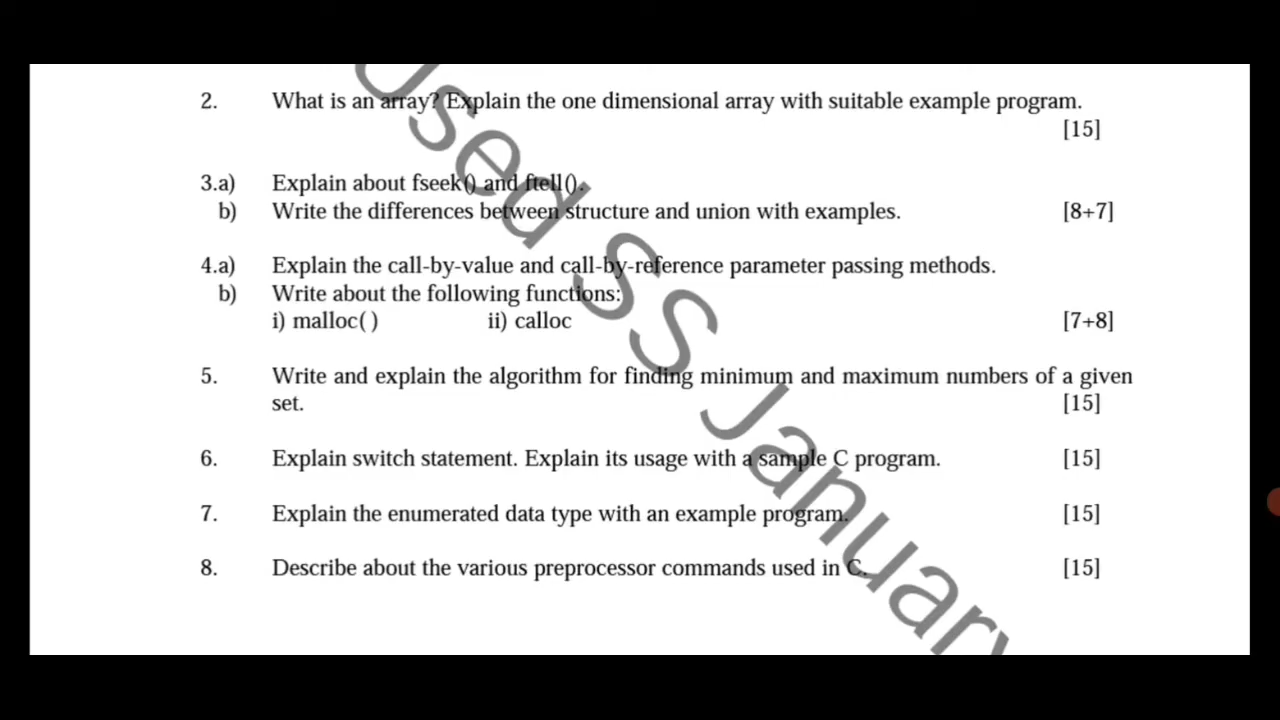 2. What is an array? Explain the one dimensional array with suitable example program.
[15]
3.a) Explain about fseek() and ftell().
b) Write the differences between structure and union with examples. [8+7]
4.a) Explain the call-by-value and call-by-reference parameter passing methods.
b) Write about the following functions:
i) malloc( ) ii) calloc [7+8]
5. Write and explain the algorithm for finding minimum and maximum numbers of a given
set. [15]
6. Explain switch statement. Explain its usage with a sample C program. [15]
7. Explain the enumerated data type with an example program. [15]
8. Describe about the various preprocessor commands used in C. [15]
Used SS January